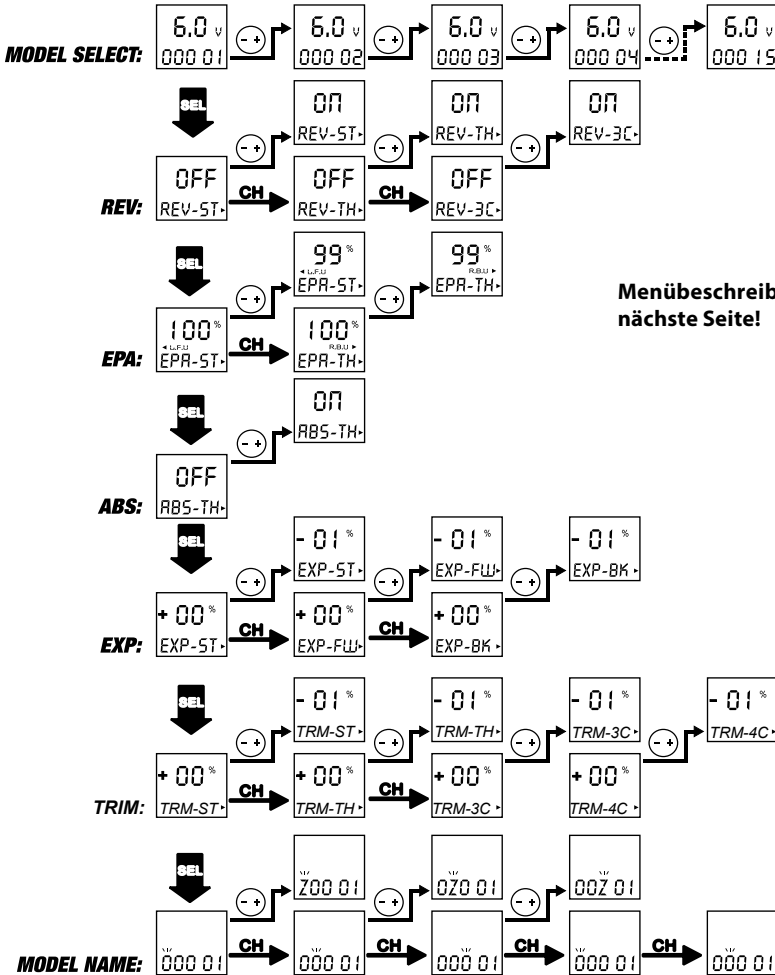 6.0 v 6.0 v 6.0 v 6.0 v 6.0 v
MODEL SELECT: 000 01 - + 000 02 - + 000 03 - + 000 04 - + 000 15
SEL
ON ON ON
REV-ST - + REV-TH - + REV-3C
- +
OFF OFF OFF
REV: REV-ST CH REV-TH CH REV-3C
SEL
99 % 99 %
L.F.U R.B.U
EPA-ST - + EPA-TH
- +
Menübeschreib
nächste Seite!
100 % 100 %
L.F.U R.B.U
EPA: EPA-ST CH EPA-TH
SEL
ON
ABS-TH
- +
OFF
ABS: ABS-TH
SEL
- 01 % - 01 % - 01 %
EXP-ST - + EXP-FW - + EXP-BK
- +
+ 00 % + 00 % + 00 %
EXP: EXP-ST CH EXP-FW CH EXP-BK
SEL
- 01 % - 01 % - 01 % - 01 %
TRM-ST - + TRM-TH - + TRM-3C - + TRM-4C
- +
+ 00 % + 00 % + 00 % + 00 %
TRIM: TRM-ST CH TRM-TH CH TRM-3C TRM-4C
SEL
Z00 01 - + 0Z0 01 - + 00Z 01
- +
MODEL NAME: 000 01 CH 000 01 CH 000 01 CH 000 01 CH 000 01